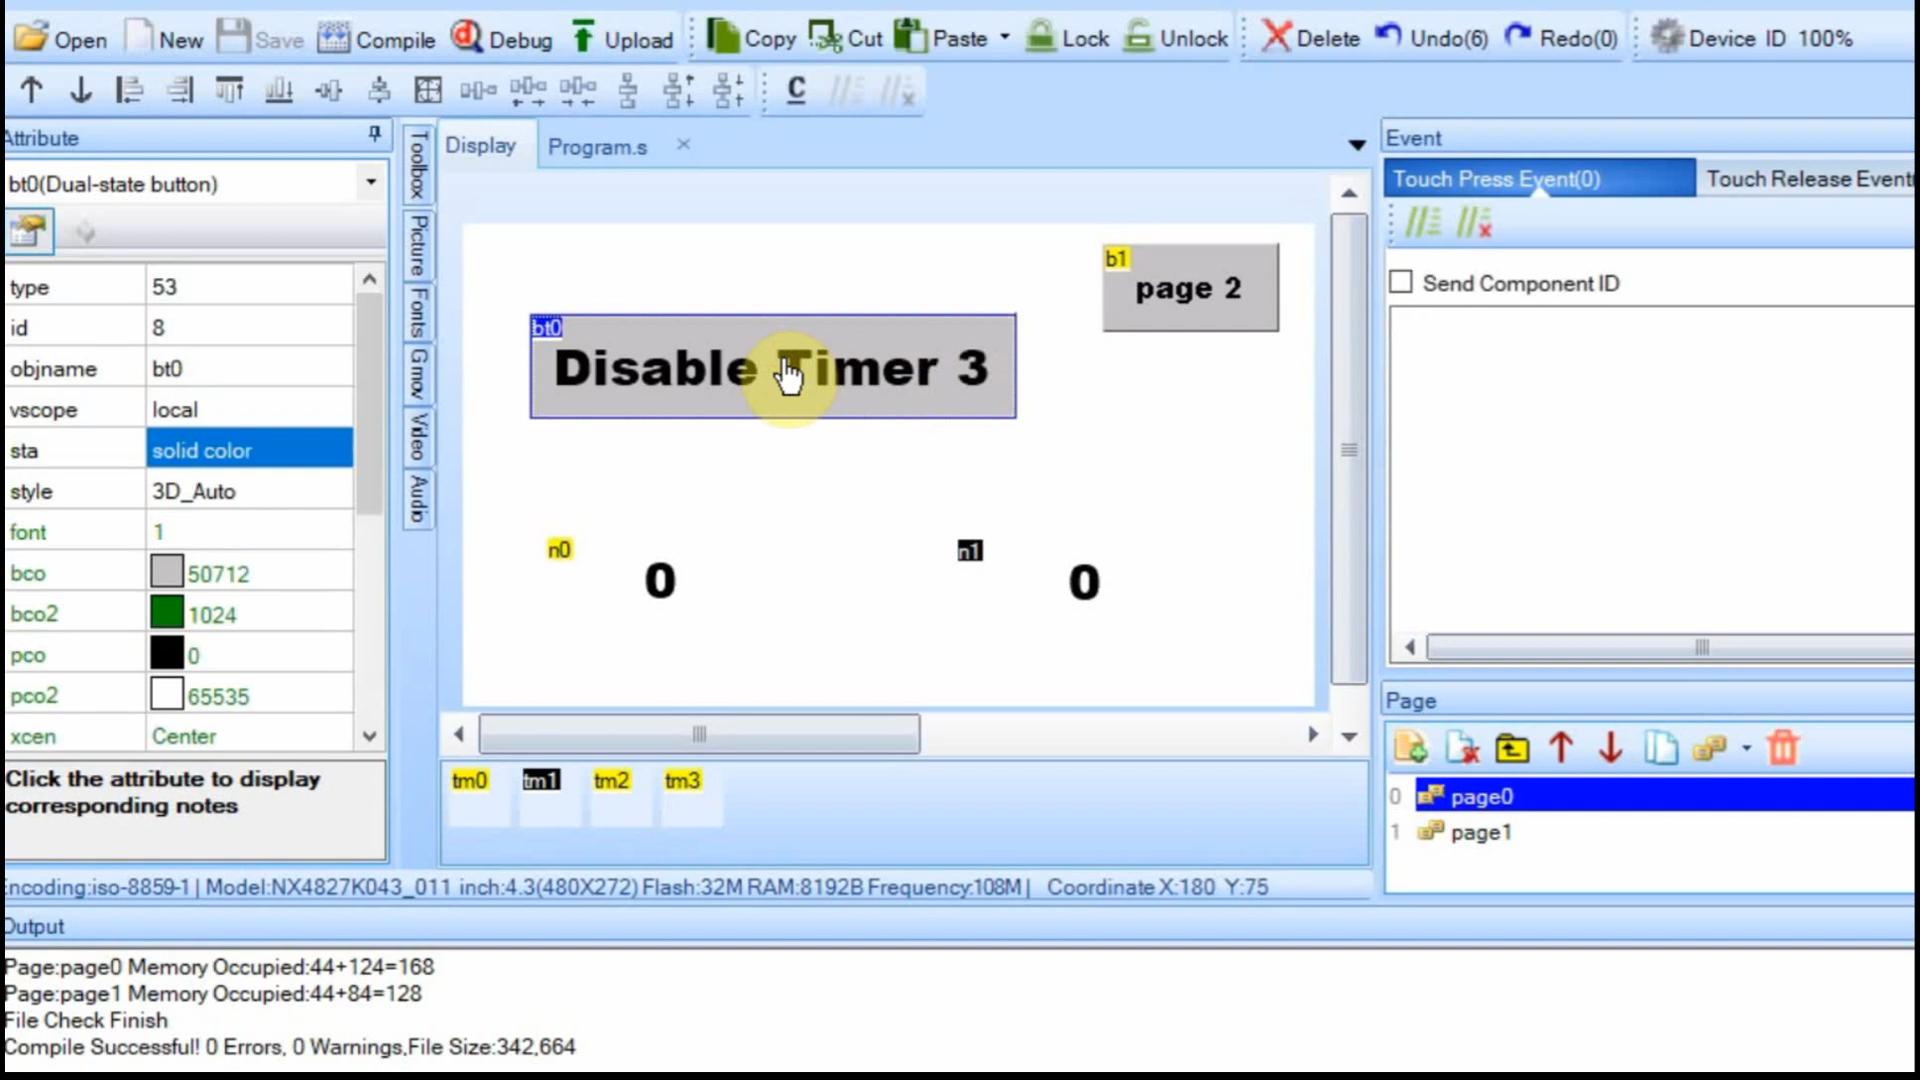 Open New Save Compile Debug Upload Copy Cut Paste Lock Unlock Delete Undo(6) Redo(0) Device ID 100%
C
Attribute
bt0(Dual-state button)
type 53
id 8
objname bt0
vscope local
sta solid color
style 3D_Auto
font 1
bco 50712
bco2 1024
pco 0
pco2 65535
xcen Center
Click the attribute to display
corresponding notes
Toolbox
Picture
Fonts
Gmov
Video
Audio
Display Program.s
b1
page 2
bt0
Disable Timer 3
n0
0
n1
0
tm0 tm1 tm2 tm3
Event
Touch Press Event(0) Touch Release Event
Send Component ID
Page
0 page0
1 page1
ncoding:iso-8859-1 | Model:NX4827K043_011 inch:4.3(480X272) Flash:32M RAM:8192B Frequency:108M | Coordinate X:180 Y:75
Output
Page:page0 Memory Occupied:44+124=168
Page:page1 Memory Occupied:44+84=128
File Check Finish
Compile Successful! 0 Errors, 0 Warnings,File Size:342,664